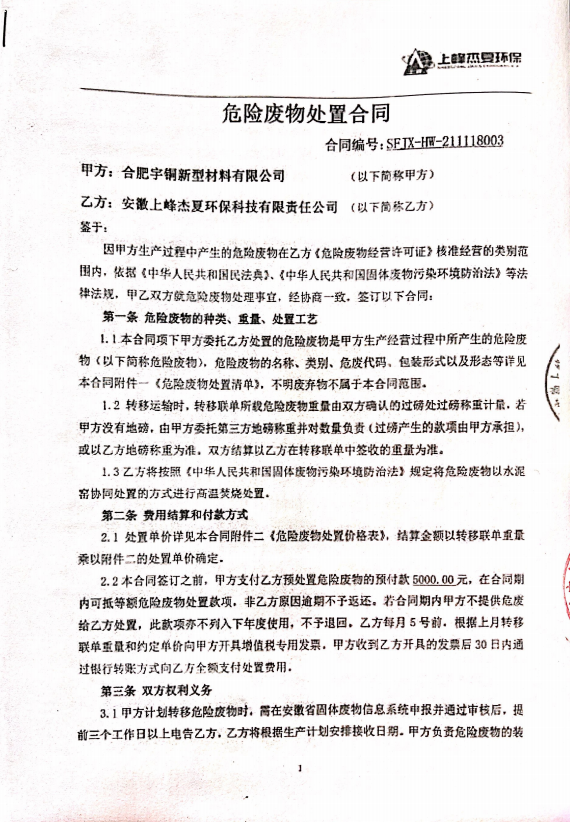 上峰杰夏环保
危险废物处置合同
合同编号:SFJX-HW-211118003
甲方：合肥宇铜新型材料有限公司 （以下简称甲方）
乙方：安徽上峰杰夏环保科技有限责任公司 （以下简称乙方）
鉴于:
因甲方生产过程中产生的危险废物在乙方《危险废物经营许可证》核准经营的类别范
围内，依据《中华人民共和国民法典》、《中华人民共和国固体废物污染环境防治法》等法
律法规，甲乙双方就危险废物处理事宜，经协商一致，签订以下合同:
第一条 危险废物的种类、重量、处置工艺
1.1本合同项下甲方委托乙方处置的危险废物是甲方生产经营过程中所产生的危险废
物（以下简称危险废物），危险废物的名称、类别、危废代码、包装形式以及形态等详见
本合同附件一《危险废物处置清单》，不明废弃物不属于本合同范围。
1.2 转移运输时，转移联单所载危险废物重量由双方确认的过磅处过磅称重计量，若
甲方没有地磅，由甲方委托第三方地磅称重并对数量负责（过磅产生的款项由甲方承担），
或以乙方地磅称重为准。双方结算以乙方在转移联单中签收的重量为准。
1.3乙方将按照《中华人民共和国固体废物污染环境防治法》规定将危险废物以水泥
窑协同处置的方式进行高温焚烧处置。
第二条 费用结算和付款方式
2.1 处置单价详见本合同附件二《危险废物处置价格表》，结算金额以转移联单重量
乘以附件二的处置单价确定。
2.2本合同签订之前，甲方支付乙方预处置危险废物的预付款 5000.00元，在合同期
内可抵等额危险废物处置款项，非乙方原因逾期不予返还。若合同期内甲方不提供危废
给乙方处置，此款项亦不列入下年度使用，不予退回。乙方每月5号前，根据上月转移
联单重量和约定单价向甲方开具增值税专用发票，甲方收到乙方开具的发票后30日内通
过银行转账方式向乙方全额支付处置费用。
第三条 双方权利义务
3.1甲方计划转移危险废物时，需在安徽省固体废物信息系统申报并通过审核后，提
前三个工作日以上电告乙方，乙方将根据生产计划安排接收日期。甲方负责危险废物的装
1